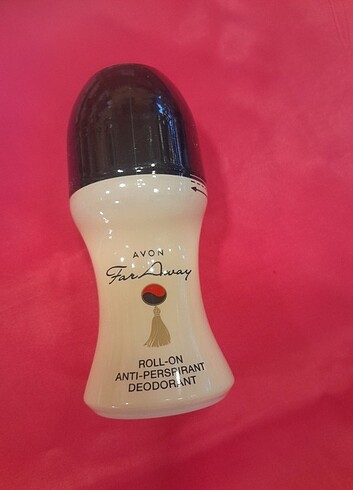 AVON
Far Away
ROLL-ON
ANTI-PERSPIRANT
DEODORANT